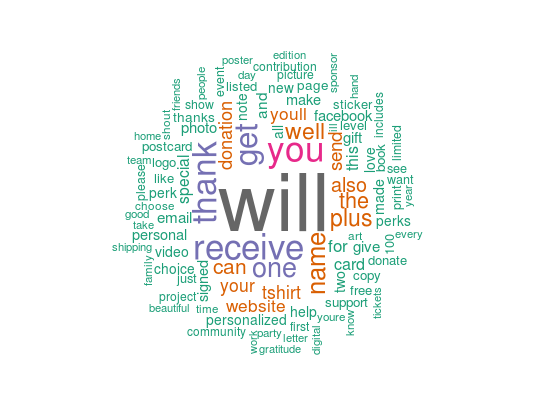 edition
poster
contribution
sponsor
day
people
event
picture
hand
friends
listed
new
page
show
note
and
make
sticker
includes
shout
thanks
donation
youll
facebook
photo
all
well
ill
level
home
postcard
get
you
send
gift
this
book
limited
team
logo
special
thank
love
see
please
like
will
also
made
want
choose
perk
the
print
year
good
email
plus
perks
take
personal
receive
name
for
give
100
every
shipping
video
art
family
choice
can
one
card
donate
just
signed
your
tshirt
two
copy
project
free
tickets
beautiful
time
website
help
support
personalized
first
youre
know
community
work
party
letter
digital
gratitude